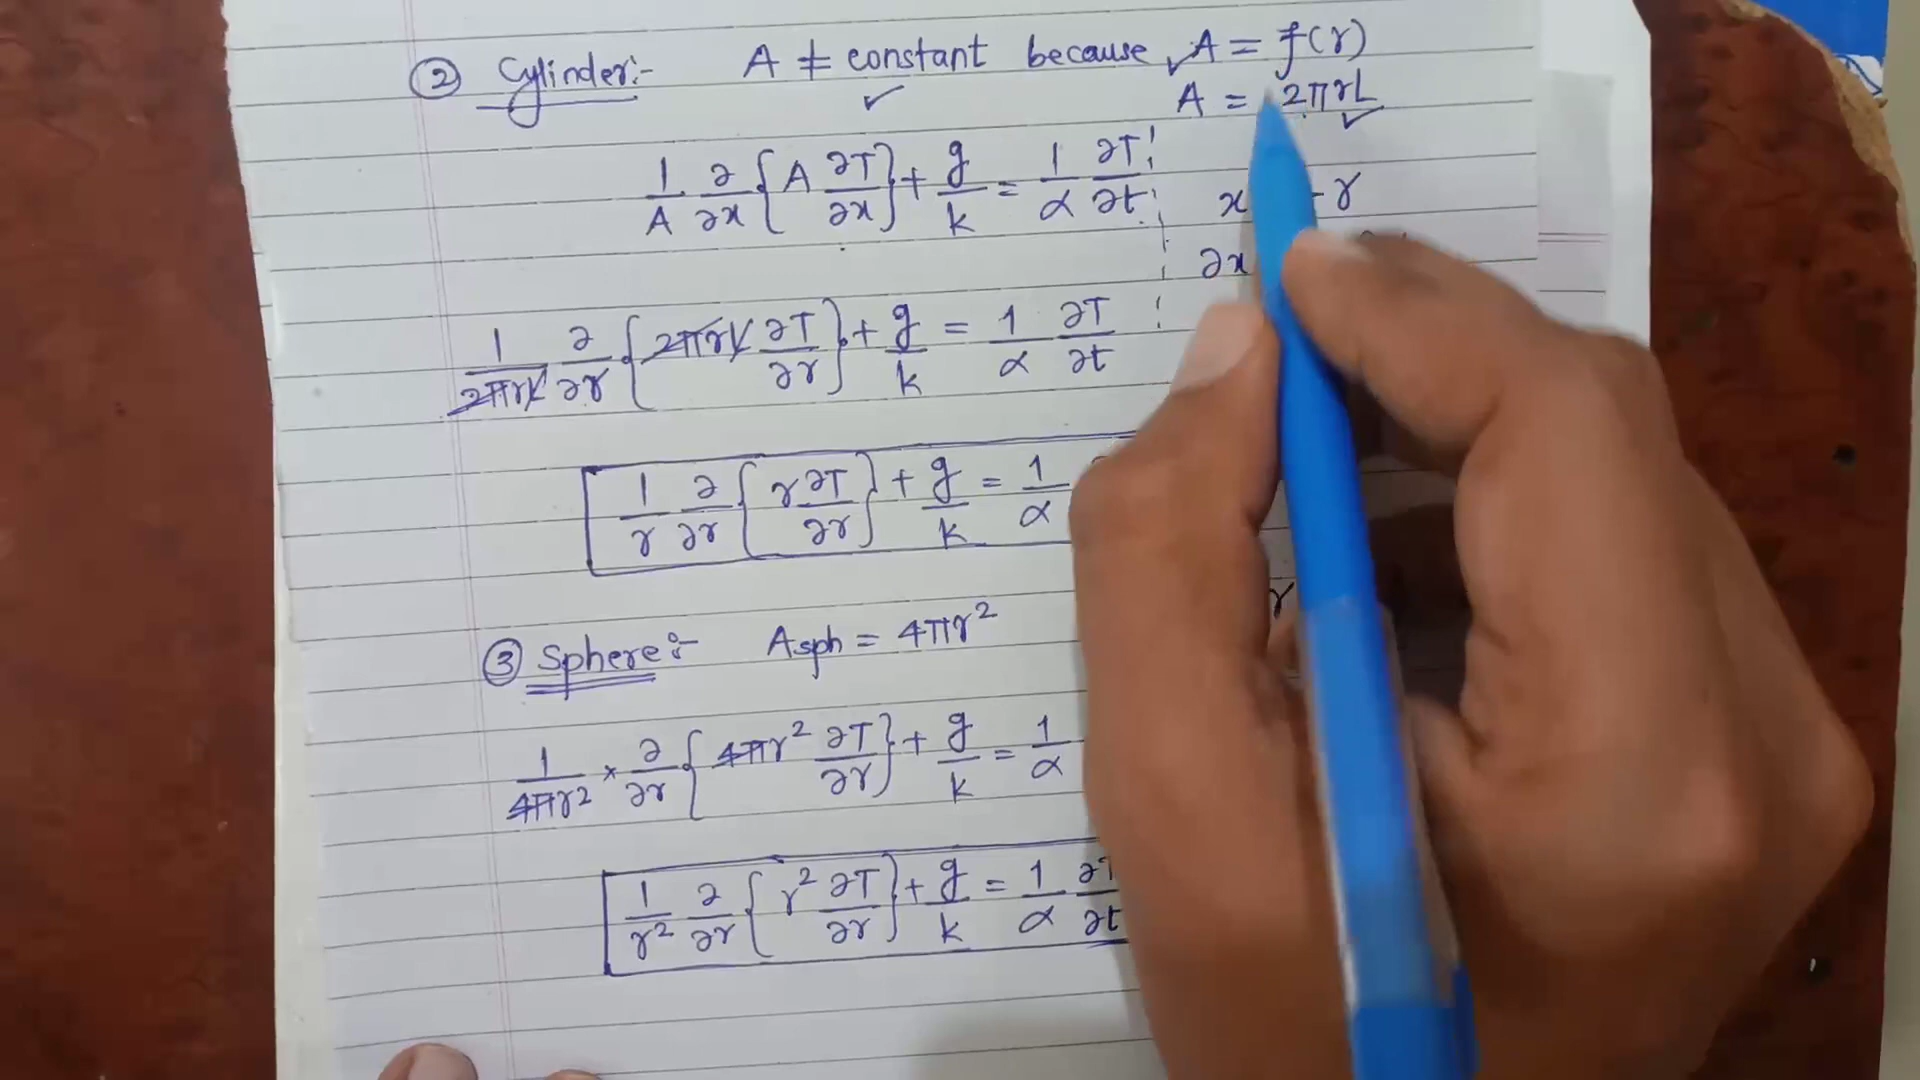 ② Cylinder:- A ≠ constant because ✓A = f(r)
✓ A = 2πrL ✓
1/A ∂/∂x {A ∂T/∂x} + g/k = 1/α ∂T/∂t
x r
∂x
1/2πrL ∂/∂r {2πrL ∂T/∂r} + g/k = 1/α ∂T/∂t
1/r ∂/∂r {r ∂T/∂r} + g/k = 1/α
③ Sphere:- Asph = 4πr²
1/4πr² × ∂/∂r {4πr² ∂T/∂r} + g/k = 1/α
1/r² ∂/∂r {r² ∂T/∂r} + g/k = 1/α ∂T/∂t